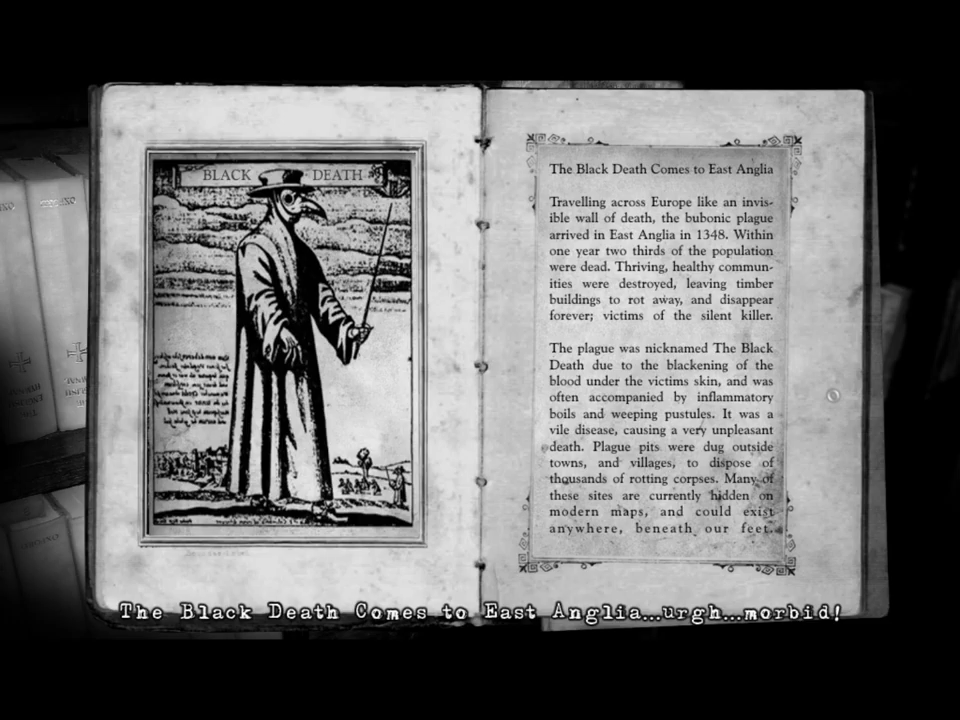 BLACK DEATH
The Black Death Comes to East Anglia
Travelling across Europe like an invis-
ible wall of death, the bubonic plague
arrived in East Anglia in 1348. Within
one year two thirds of the population
were dead. Thriving, healthy commun-
ities were destroyed, leaving timber
buildings to rot away, and disappear
forever; victims of the silent killer.
The plague was nicknamed The Black
Death due to the blackening of the
blood under the victims skin, and was
often accompanied by inflammatory
boils and weeping pustules. It was a
vile disease, causing a very unpleasant
death. Plague pits were dug outside
towns, and villages, to dispose of
thousands of rotting corpses. Many of
these sites are currently hidden on
modern maps, and could exist
anywhere, beneath our feet.
The Black Death Comes to East Anglia...urgh...morbid!